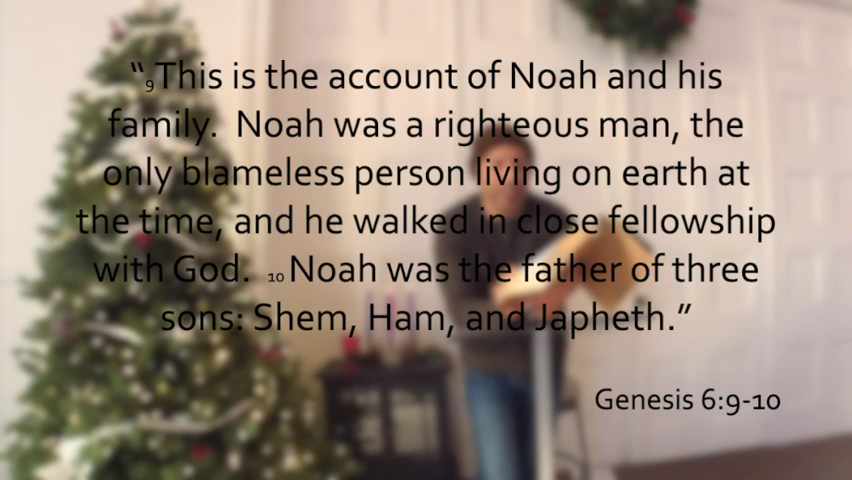 “9This is the account of Noah and his
family.  Noah was a righteous man, the
only blameless person living on earth at
the time, and he walked in close fellowship
with God.  10 Noah was the father of three
sons: Shem, Ham, and Japheth.”
Genesis 6:9-10